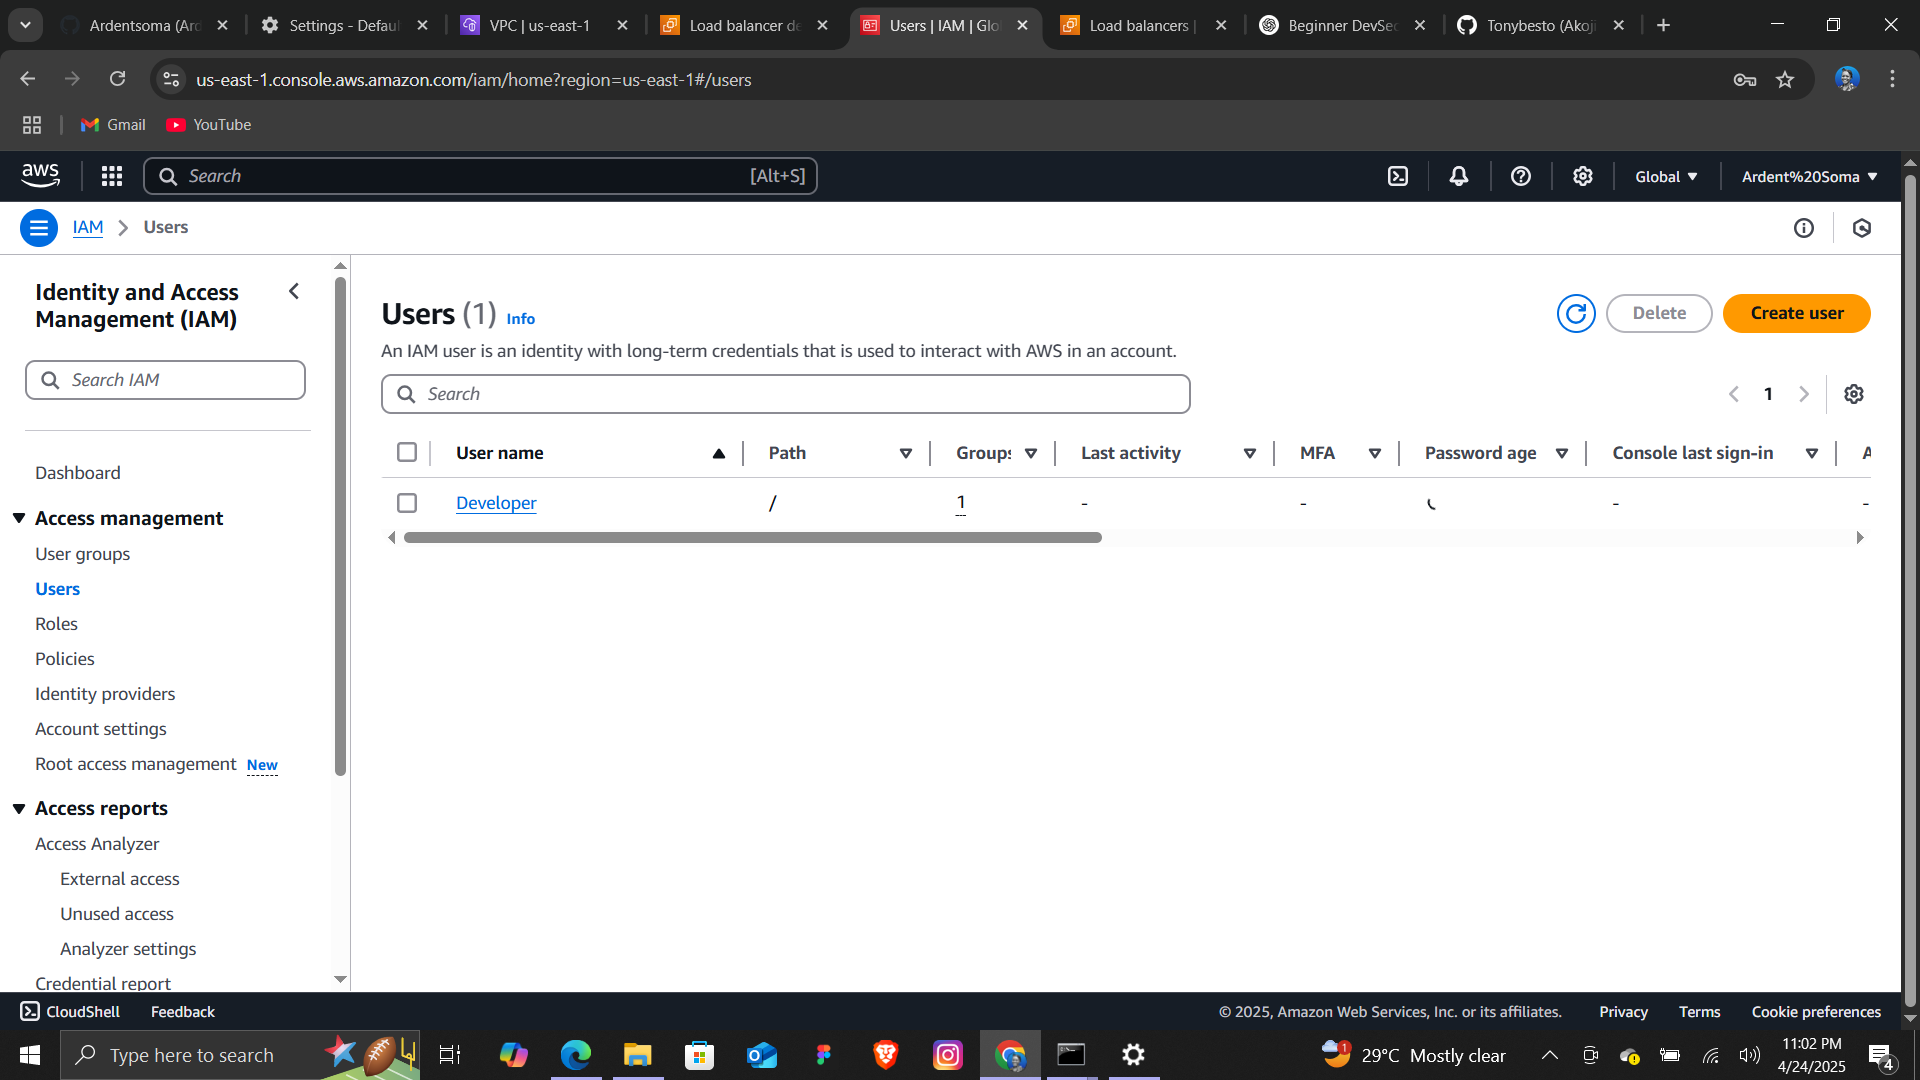 Ardentsoma (Ard
Settings - Defaul
VPC | us-east-1
Load balancer de
Users | IAM | Glo
Load balancers |
Beginner DevSec
Tonybesto (Akoji
us-east-1.console.aws.amazon.com/iam/home?region=us-east-1#/users
Gmail
YouTube
aws
Search
[Alt+S]
Global
Ardent%20Soma
IAM
Users
Identity and Access
Management (IAM)
Search IAM
Dashboard
Access management
User groups
Users
Roles
Policies
Identity providers
Account settings
Root access management New
Access reports
Access Analyzer
External access
Unused access
Analyzer settings
Credential report
Users (1) Info
Delete
Create user
An IAM user is an identity with long-term credentials that is used to interact with AWS in an account.
Search
1
User name Path Groups Last activity MFA Password age Console last sign-in A
Developer / 1 - - - -
CloudShell
Feedback
© 2025, Amazon Web Services, Inc. or its affiliates.
Privacy
Terms
Cookie preferences
Type here to search
1
29°C Mostly clear
11:02 PM
4/24/2025
4